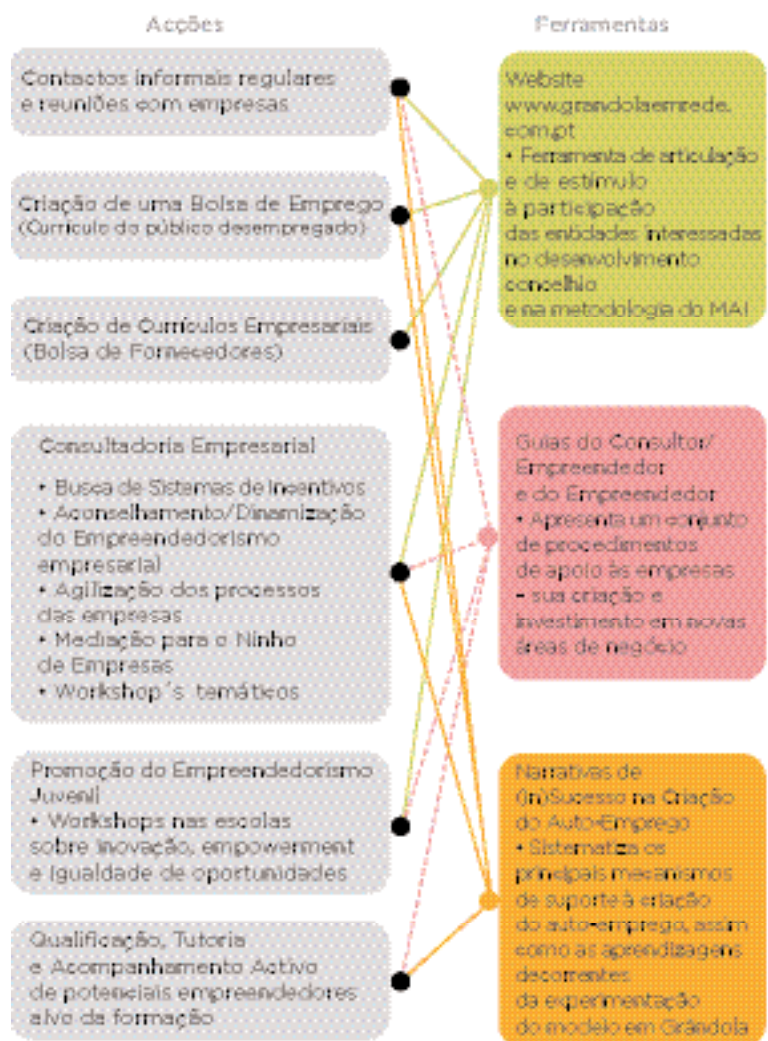 Acções
Contactos informais regulares
e reuniões com empresas
Criação de uma Bolsa de Emprego
(Currículo do público desempregado)
Criação de Currículos Empresariais
(Bolsa de Fornecedores)
Consultadoria Empresarial
• Busca de Sistemas de Incentivos
• Aconselhamento/Dinamização
do Empreendedorismo
empresarial
• Agilização dos processos
das empresas
• Mediação para o Ninho
de Empresas
• Workshop´s temáticos
Promoção do Empreendedorismo
Juvenil
• Workshops nas escolas
sobre inovação, empowerment
e igualdade de oportunidades
Qualificação, Tutoria
e Acompanhamento Activo
de potenciais empreendedores
alvo da formação
Ferramentas
Website
www.grandolaemrede.
com.pt
• Ferramenta de articulação
e de estímulo
à participação
das entidades interessadas
no desenvolvimento
concelhio
e na metodologia do MAI
Guias do Consultor/
Empreendedor
e do Empreendedor
• Apresenta um conjunto
de procedimentos
de apoio às empresas
– sua criação e
investimento em novas
áreas de negócio
Narrativas de
(in)Sucesso na Criação
do Auto-Emprego
• Sistematiza os
principais mecanismos
de suporte à criação
do auto-emprego, assim
como as aprendizagens
decorrentes
da experimentação
do modelo em Grândola